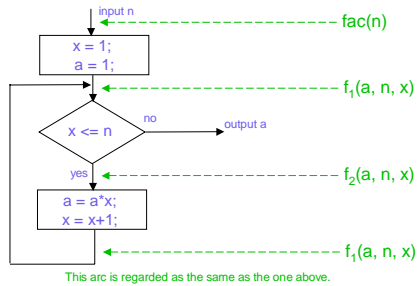 input n
fac(n)
x = 1;
a = 1;
f1(a, n, x)
x <= n
no
output a
yes
f2(a, n, x)
a = a*x;
x = x+1;
f1(a, n, x)
This arc is regarded as the same as the one above.